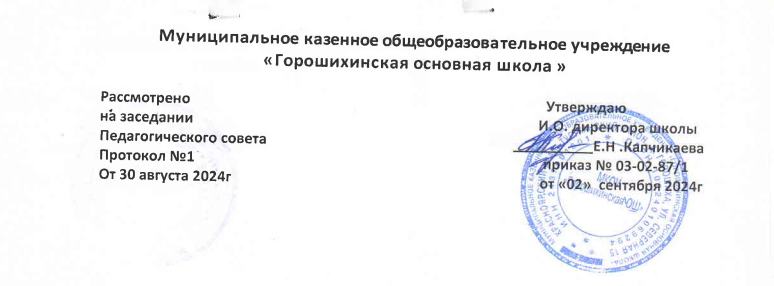 Муниципальное казенное общеобразовательное учреждение
«Горошихинская основная школа »
Рассмотрено
на заседании
Педагогического совета
Протокол №1
От 30 августа 2024г
Утверждаю
И.О. директора школы
Е.Н .Капчикаева
приказ № 03-02-87/1
от «02» сентября 2024г